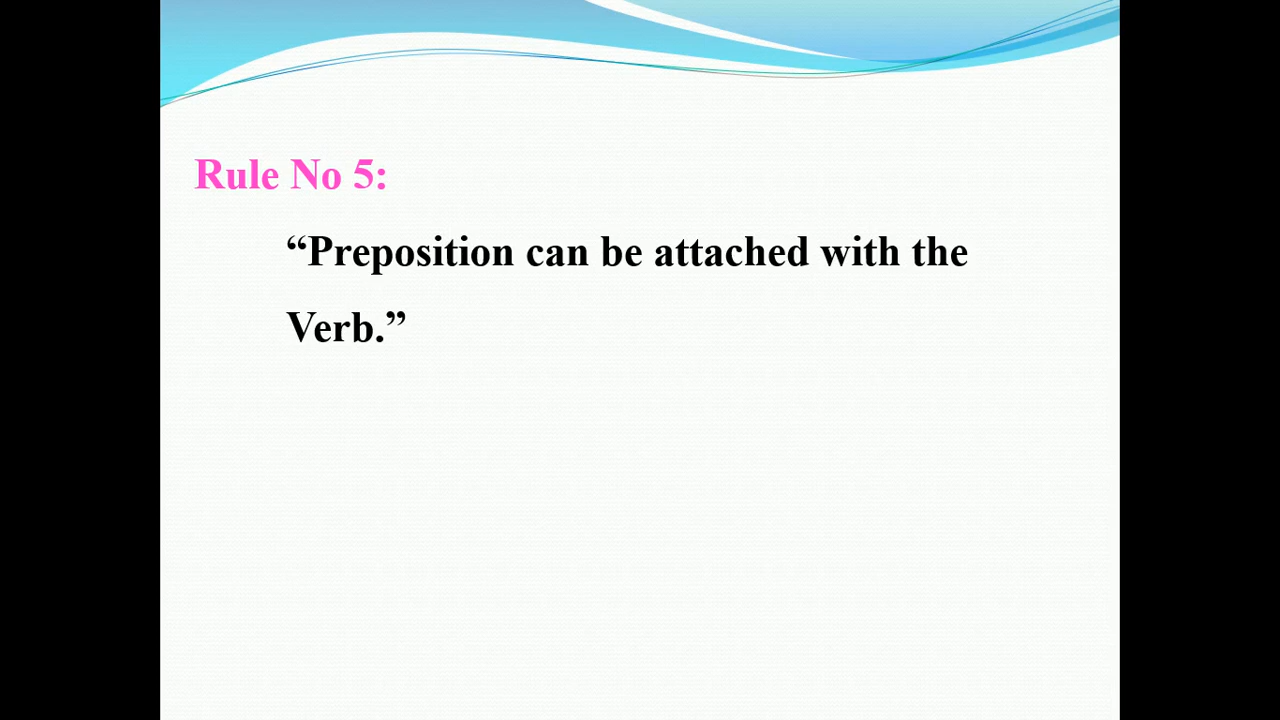 Rule No 5:
“Preposition can be attached with the
Verb.”